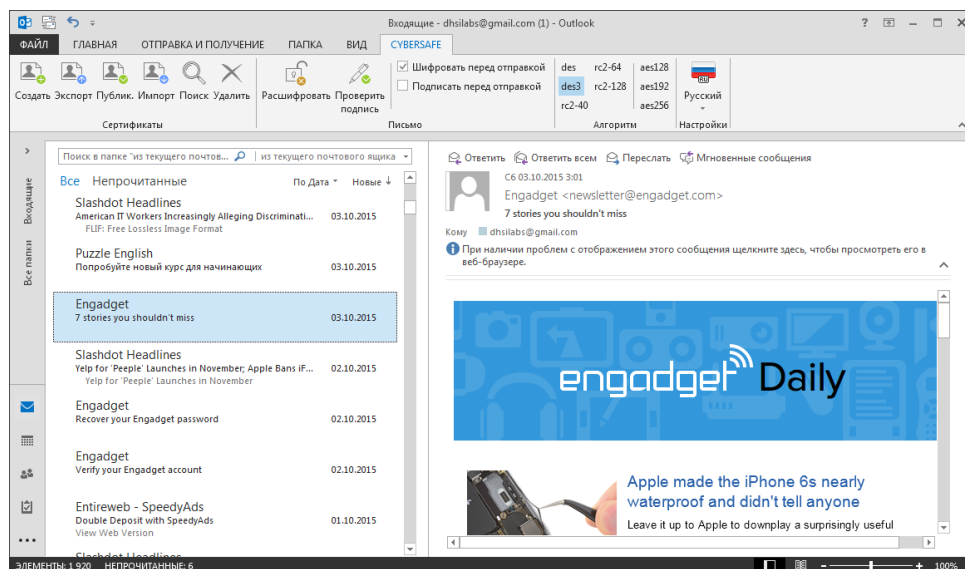 Входящие - dhsilabs@gmail.com (1) - Outlook
ФАЙЛ ГЛАВНАЯ ОТПРАВКА И ПОЛУЧЕНИЕ ПАПКА ВИД CYBERSAFE
Создать Экспорт Публик. Импорт Поиск Удалить
Сертификаты
Расшифровать Проверить подпись
Шифровать перед отправкой
Подписать перед отправкой
Письмо
des rc2-64 aes128
des3 rc2-128 aes192
rc2-40 aes256
Алгоритм
RU
Русский
Настройки
Входящие
Все папки
Поиск в папке "из текущего почтов... из текущего почтового ящика
Все Непрочитанные По Дата Новые
Slashdot Headlines
American IT Workers Increasingly Alleging Discriminati... 03.10.2015
FLIF: Free Lossless Image Format
Puzzle English
Попробуйте новый курс для начинающих 03.10.2015
Engadget
7 stories you shouldn't miss 03.10.2015
Slashdot Headlines
Yelp for 'Peeple' Launches in November; Apple Bans iF... 02.10.2015
Yelp for 'Peeple' Launches in November
Engadget
Recover your Engadget password 02.10.2015
Engadget
Verify your Engadget account 02.10.2015
Entireweb - SpeedyAds
Double Deposit with SpeedyAds 01.10.2015
View Web Version
Slashdot Headlines
Ответить Ответить всем Переслать Мгновенные сообщения
Сб 03.10.2015 3:01
Engadget <newsletter@engadget.com>
7 stories you shouldn't miss
Кому dhsilabs@gmail.com
При наличии проблем с отображением этого сообщения щелкните здесь, чтобы просмотреть его в
веб-браузере.
engadget Daily
Apple made the iPhone 6s nearly
waterproof and didn't tell anyone
Leave it up to Apple to downplay a surprisingly useful
ЭЛЕМЕНТЫ: 1 920 НЕПРОЧИТАННЫЕ: 6 100%